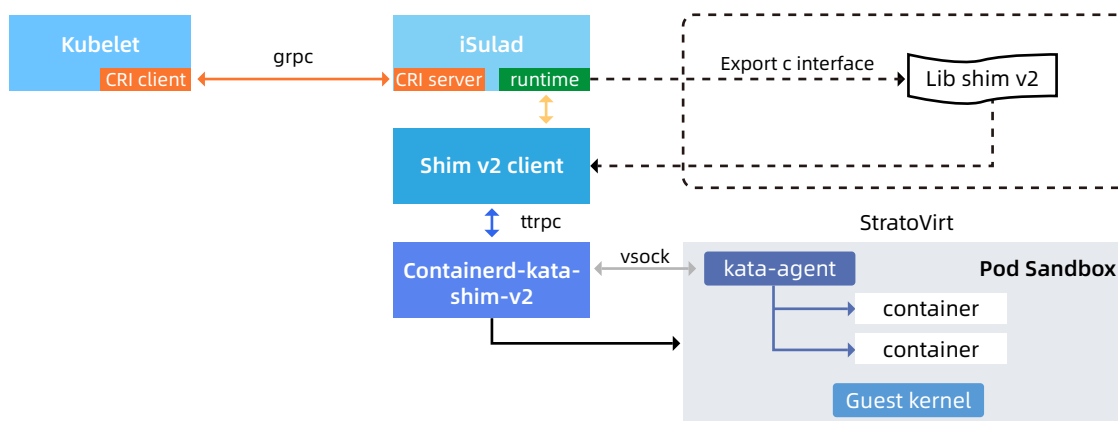 Kubelet
CRI client
grpc
iSulad
CRI server
runtime
Export c interface
Lib shim v2
Shim v2 client
ttrpc
StratoVirt
Containerd-kata-
shim-v2
vsock
kata-agent
Pod Sandbox
container
container
Guest kernel